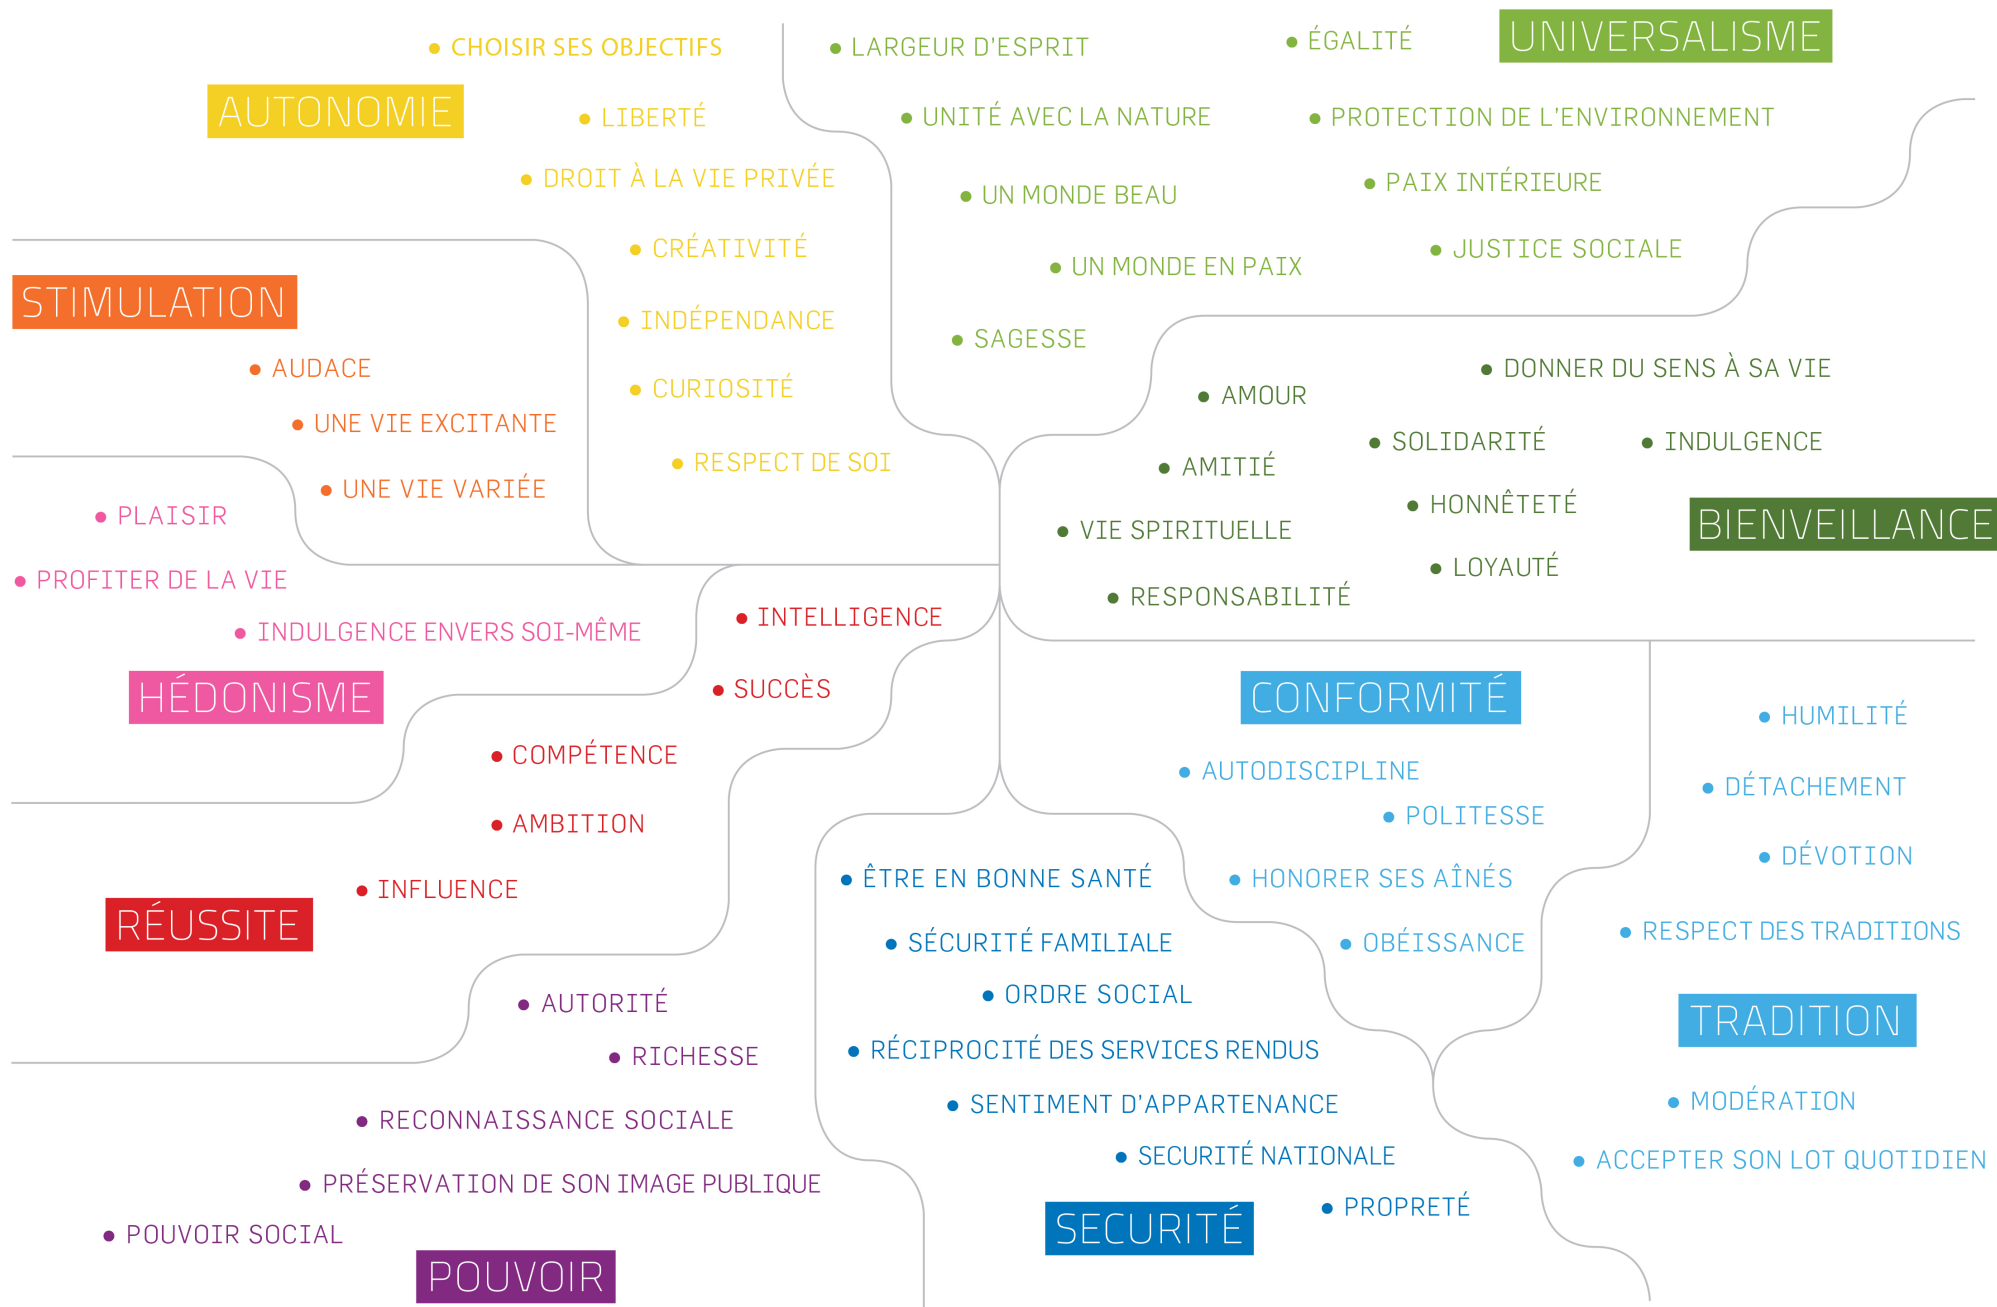 AUTONOMIE
CHOISIR SES OBJECTIFS
LIBERTÉ
DROIT À LA VIE PRIVÉE
CRÉATIVITÉ
INDÉPENDANCE
CURIOSITÉ
RESPECT DE SOI
UNIVERSALISME
LARGEUR D'ESPRIT
ÉGALITÉ
UNITÉ AVEC LA NATURE
PROTECTION DE L'ENVIRONNEMENT
UN MONDE BEAU
PAIX INTÉRIEURE
UN MONDE EN PAIX
JUSTICE SOCIALE
SAGESSE
STIMULATION
AUDACE
UNE VIE EXCITANTE
UNE VIE VARIÉE
DONNER DU SENS À SA VIE
AMOUR
SOLIDARITÉ
INDULGENCE
AMITIÉ
HONNÊTETÉ
BIENVEILLANCE
VIE SPIRITUELLE
LOYAUTÉ
RESPONSABILITÉ
PLAISIR
PROFITER DE LA VIE
INDULGENCE ENVERS SOI-MÊME
HÉDONISME
INTELLIGENCE
SUCCÈS
COMPÉTENCE
AMBITION
INFLUENCE
RÉUSSITE
CONFORMITÉ
AUTODISCIPLINE
POLITESSE
HONORER SES AÎNÉS
OBÉISSANCE
HUMILITÉ
DÉTACHEMENT
DÉVOTION
RESPECT DES TRADITIONS
TRADITION
MODÉRATION
ACCEPTER SON LOT QUOTIDIEN
ÊTRE EN BONNE SANTÉ
SÉCURITÉ FAMILIALE
ORDRE SOCIAL
RÉCIPROCITÉ DES SERVICES RENDUS
SENTIMENT D'APPARTENANCE
SECURITÉ NATIONALE
PROPRETÉ
SECURITÉ
AUTORITÉ
RICHESSE
RECONNAISSANCE SOCIALE
PRÉSERVATION DE SON IMAGE PUBLIQUE
POUVOIR SOCIAL
POUVOIR